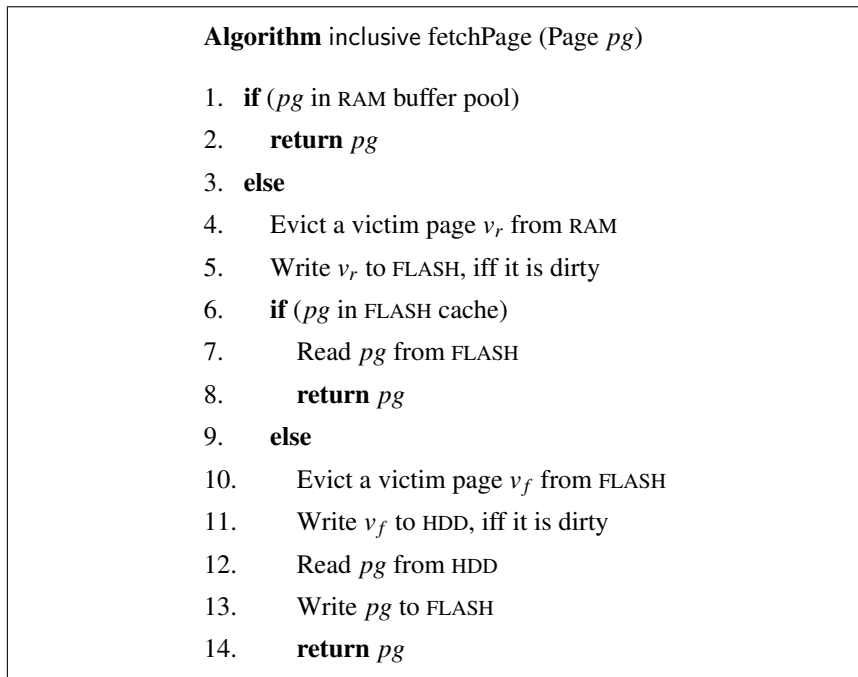 Algorithm inclusive fetchPage (Page pg)
1. if (pg in RAM buffer pool)
2. return pg
3. else
4. Evict a victim page v_r from RAM
5. Write v_r to FLASH, iff it is dirty
6. if (pg in FLASH cache)
7. Read pg from FLASH
8. return pg
9. else
10. Evict a victim page v_f from FLASH
11. Write v_f to HDD, iff it is dirty
12. Read pg from HDD
13. Write pg to FLASH
14. return pg